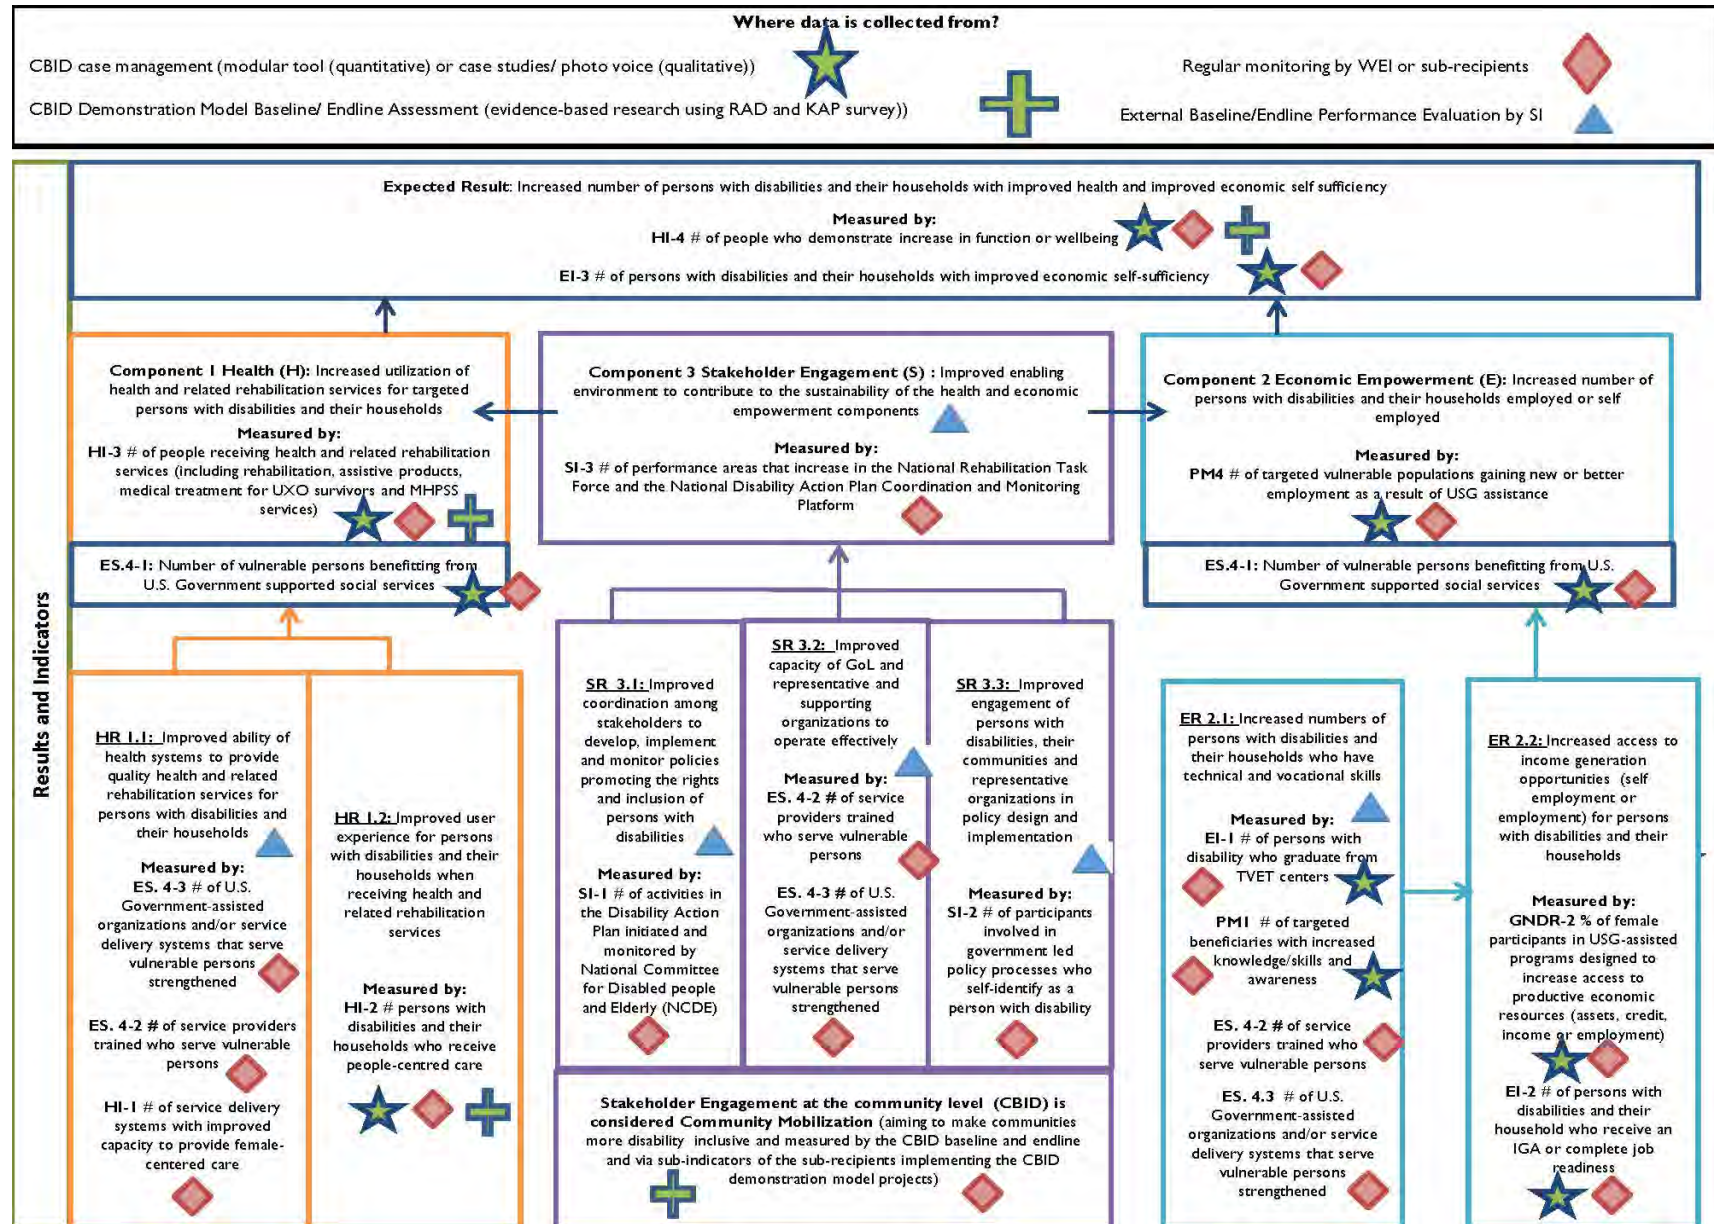 Where data is collected from?
CBID case management (modular tool (quantitative) or case studies/ photo voice (qualitative))
Regular monitoring by WEI or sub-recipients
CBID Demonstration Model Baseline/ Endline Assessment (evidence-based research using RAD and KAP survey))
External Baseline/Endline Performance Evaluation by SI
Results and Indicators
Expected Result: Increased number of persons with disabilities and their households with improved health and improved economic self sufficiency
Measured by:
HI-4 # of people who demonstrate increase in function or wellbeing
EI-3 # of persons with disabilities and their households with improved economic self-sufficiency
Component 1 Health (H): Increased utilization of
health and related rehabilitation services for targeted
persons with disabilities and their households
Measured by:
HI-3 # of people receiving health and related rehabilitation
services (including rehabilitation, assistive products,
medical treatment for UXO survivors and MHPSS
services)
ES.4-1: Number of vulnerable persons benefitting from
U.S. Government supported social services
Component 3 Stakeholder Engagement (S) : Improved enabling
environment to contribute to the sustainability of the health and economic
empowerment components
Measured by:
SI-3 # of performance areas that increase in the National Rehabilitation Task
Force and the National Disability Action Plan Coordination and Monitoring
Platform
Component 2 Economic Empowerment (E): Increased number of
persons with disabilities and their households employed or self
employed
Measured by:
PM4 # of targeted vulnerable populations gaining new or better
employment as a result of USG assistance
ES.4-1: Number of vulnerable persons benefitting from U.S.
Government supported social services
HR 1.1: Improved ability of
health systems to provide
quality health and related
rehabilitation services for
persons with disabilities and
their households
Measured by:
ES. 4-3 # of U.S.
Government-assisted
organizations and/or service
delivery systems that serve
vulnerable persons
strengthened
ES. 4-2 # of service providers
trained who serve vulnerable
persons
HI-1 # of service delivery
systems with improved
capacity to provide female-
centered care
HR 1.2: Improved user
experience for persons
with disabilities and their
households when
receiving health and
related rehabilitation
services
Measured by:
HI-2 # persons with
disabilities and their
households who receive
people-centred care
SR 3.1: Improved
coordination among
stakeholders to
develop, implement
and monitor policies
promoting the rights
and inclusion of
persons with
disabilities
Measured by:
SI-1 # of activities in
the Disability Action
Plan initiated and
monitored by
National Committee
for Disabled people
and Elderly (NCDE)
SR 3.2: Improved
capacity of GoL and
representative and
supporting
organizations to
operate effectively
Measured by:
ES. 4-2 # of service
providers trained
who serve vulnerable
persons
ES. 4-3 # of U.S.
Government-assisted
organizations and/or
service delivery
systems that serve
vulnerable persons
strengthened
SR 3.3: Improved
engagement of
persons with
disabilities, their
communities and
representative
organizations in
policy design and
implementation
Measured by:
SI-2 # of participants
involved in
government led
policy processes who
self-identify as a
person with disability
Stakeholder Engagement at the community level (CBID) is
considered Community Mobilization (aiming to make communities
more disability inclusive and measured by the CBID baseline and endline
and via sub-indicators of the sub-recipients implementing the CBID
demonstration model projects)
ER 2.1: Increased numbers of
persons with disabilities and
their households who have
technical and vocational skills
Measured by:
EI-1 # of persons with
disability who graduate from
TVET centers
PM1 # of targeted
beneficiaries with increased
knowledge/skills and
awareness
ES. 4-2 # of service
providers trained who
serve vulnerable persons
ES. 4.3 # of U.S.
Government-assisted
organizations and/or service
delivery systems that serve
vulnerable persons
strengthened
ER 2.2: Increased access to
income generation
opportunities (self
employment or
employment) for persons
with disabilities and their
households
Measured by:
GNDR-2 % of female
participants in USG-assisted
programs designed to
increase access to
productive economic
resources (assets, credit,
income or employment)
EI-2 # of persons with
disabilities and their
household who receive an
IGA or complete job
readiness